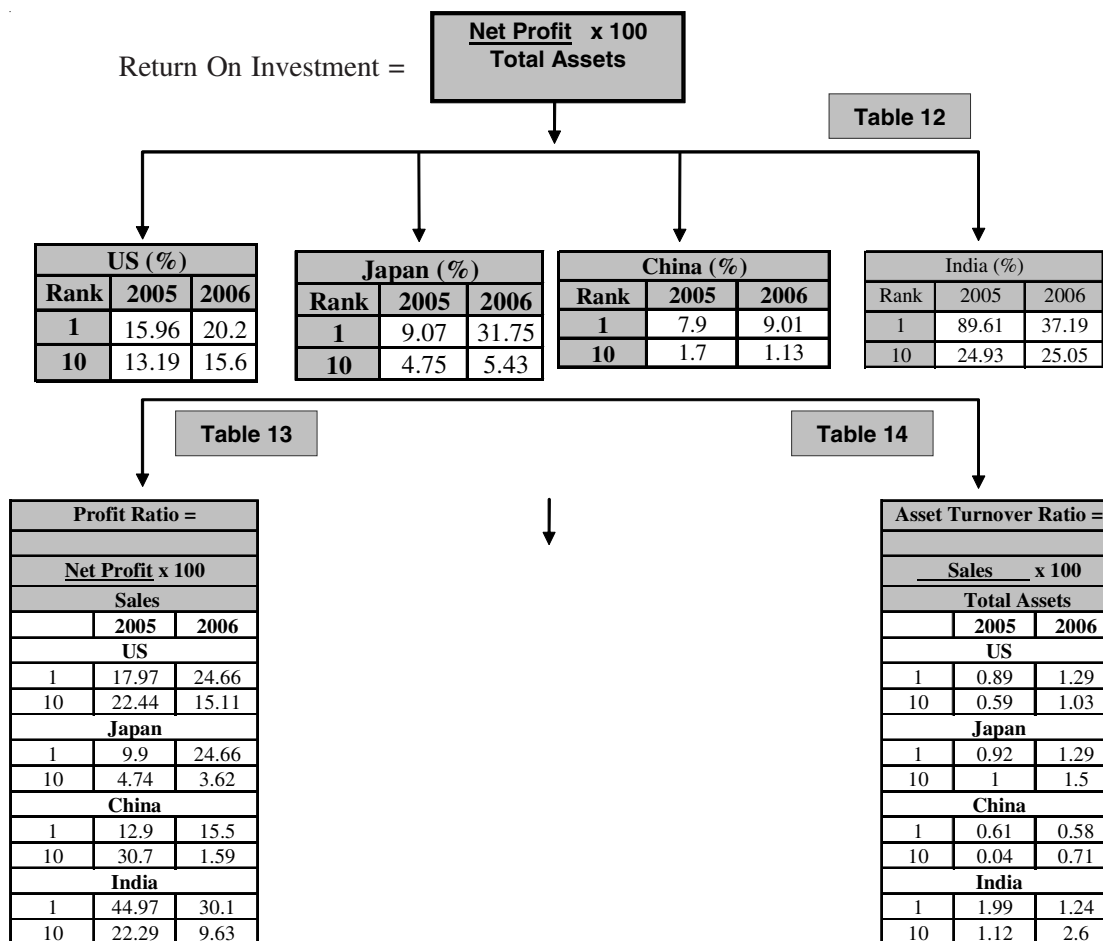 Net Profit x 100
Return On Investment =
Total Assets
Table 12
US (%)
Rank 2005 2006
1 15.96 20.2
10 13.19 15.6
Japan (%)
Rank 2005 2006
1 9.07 31.75
10 4.75 5.43
China (%)
Rank 2005 2006
1 7.9 9.01
10 1.7 1.13
India (%)
Rank 2005 2006
1 89.61 37.19
10 24.93 25.05
Table 13
Table 14
Profit Ratio =
Net Profit x 100
Sales
2005 2006
US
1 17.97 24.66
10 22.44 15.11
Japan
1 9.9 24.66
10 4.74 3.62
China
1 12.9 15.5
10 30.7 1.59
India
1 44.97 30.1
10 22.29 9.63
Asset Turnover Ratio =
Sales x 100
Total Assets
2005 2006
US
1 0.89 1.29
10 0.59 1.03
Japan
1 0.92 1.29
10 1 1.5
China
1 0.61 0.58
10 0.04 0.71
India
1 1.99 1.24
10 1.12 2.6